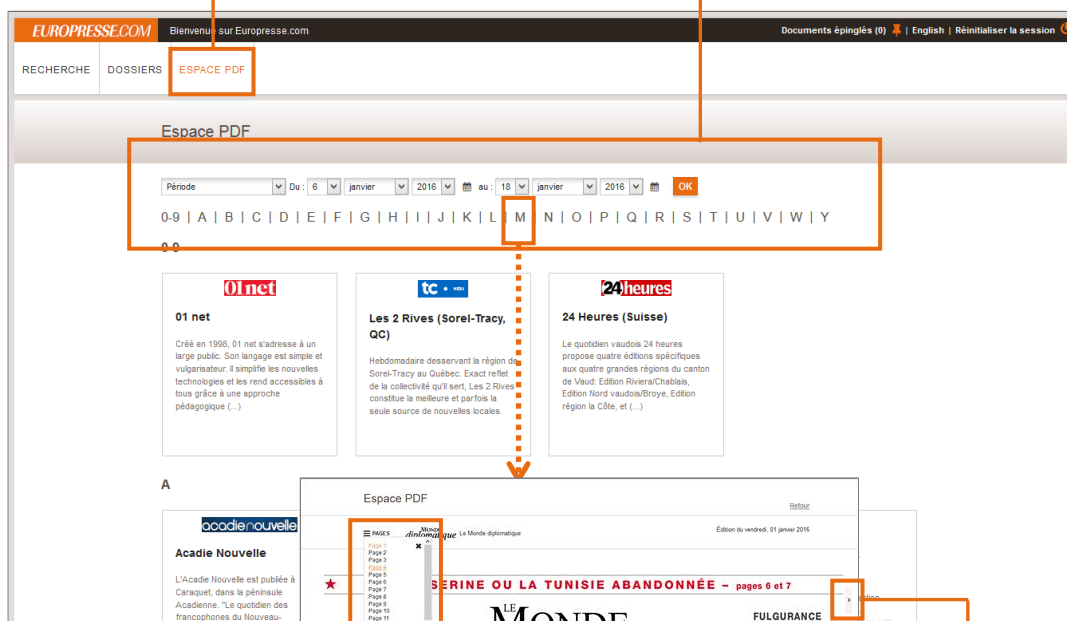 EUROPRESSE.COM Bienvenue sur Europresse.com Documents épinglés (0) | English | Réinitialiser la session
RECHERCHE DOSSIERS ESPACE PDF
Espace PDF
Période Du : 6 janvier 2016 au : 18 janvier 2016 OK
0-9 | A | B | C | D | E | F | G | H | I | J | K | L | M | N | O | P | Q | R | S | T | U | V | W | Y
0-9
01net
01 net
Créé en 1998, 01 net s'adresse à un
large public. Son langage est simple et
vulgarisateur. Il simplifie les nouvelles
technologies et les rend accessibles à
tous grâce à une approche
pédagogique (...)
tc
Les 2 Rives (Sorel-Tracy,
QC)
Hebdomadaire desservant la région de
Sorel-Tracy au Québec. Exact reflet
de la collectivité qu'il sert, Les 2 Rives
constitue la meilleure et parfois la
seule source de nouvelles locales.
24 heures
24 Heures (Suisse)
Le quotidien vaudois 24 heures
propose quatre éditions spécifiques
aux quatre grandes régions du canton
de Vaud: Edition Riviera/Chablais,
Edition Nord vaudois/Broye, Edition
région la Côte, et (...)
A
acadienouvelle
Acadie Nouvelle
L'Acadie Nouvelle est publiée à
Caraquet, dans la péninsule
Acadienne. "Le quotidien des
francophones du Nouveau-
Espace PDF
Retour
PAGES
MONDE
diplomatique Le Monde diplomatique
Édition du vendredi, 01 janvier 2016
Page 1
Page 2
Page 3
Page 4
Page 5
Page 6
Page 7
Page 8
Page 9
Page 10
Page 11
SERINE OU LA TUNISIE ABANDONNÉE – pages 6 et 7
LE
MONDE
FULGURANCE